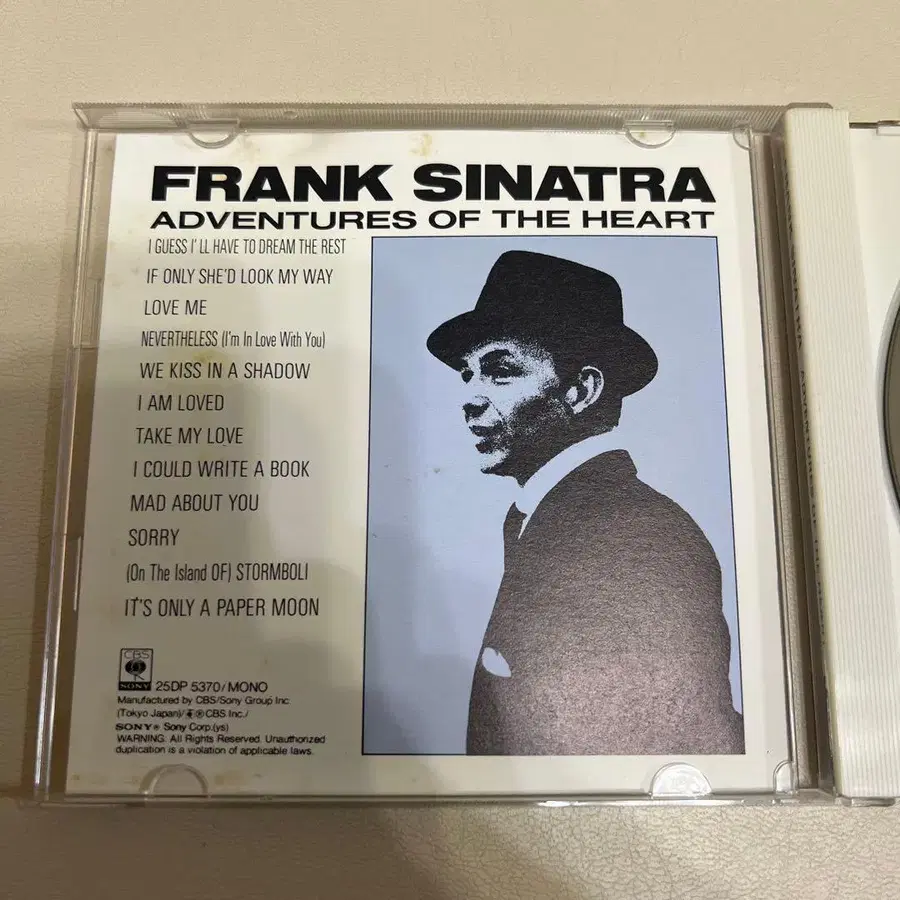 FRANK SINATRA
ADVENTURES OF THE HEART
I GUESS I'LL HAVE TO DREAM THE REST
IF ONLY SHE'D LOOK MY WAY
LOVE ME
NEVERTHELESS (I'm In Love With You)
WE KISS IN A SHADOW
I AM LOVED
TAKE MY LOVE
I COULD WRITE A BOOK
MAD ABOUT YOU
SORRY
(On The Island OF) STORMBOLI
IT'S ONLY A PAPER MOON
CBS
SONY 25DP 5370/MONO
Manufactured by CBS/Sony Group Inc
(Tokyo Japan)/℗CBS Inc./
SONY® Sony Corp.(ys)
WARNING: All Rights Reserved. Unauthorized
duplication is a violation of applicable laws.